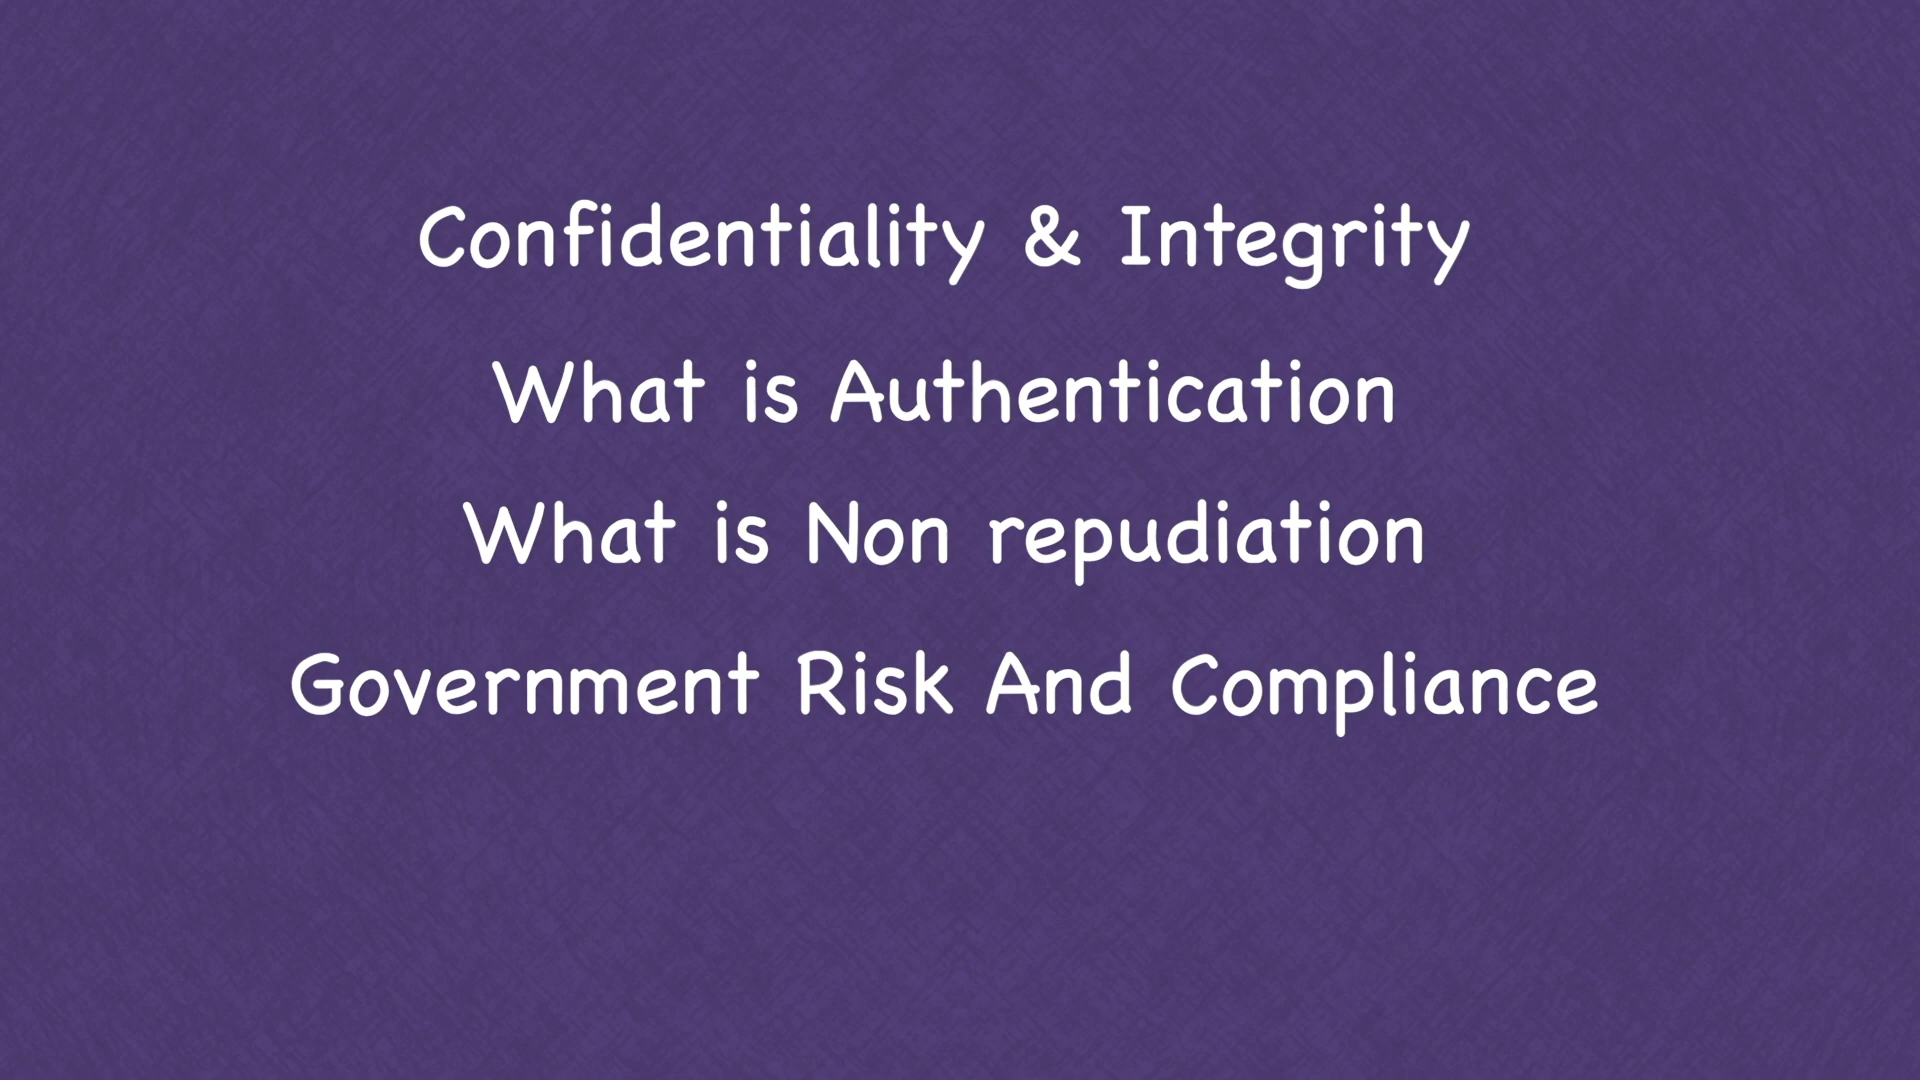 Confidentiality & Integrity
What is Authentication
What is Non repudiation
Government Risk And Compliance